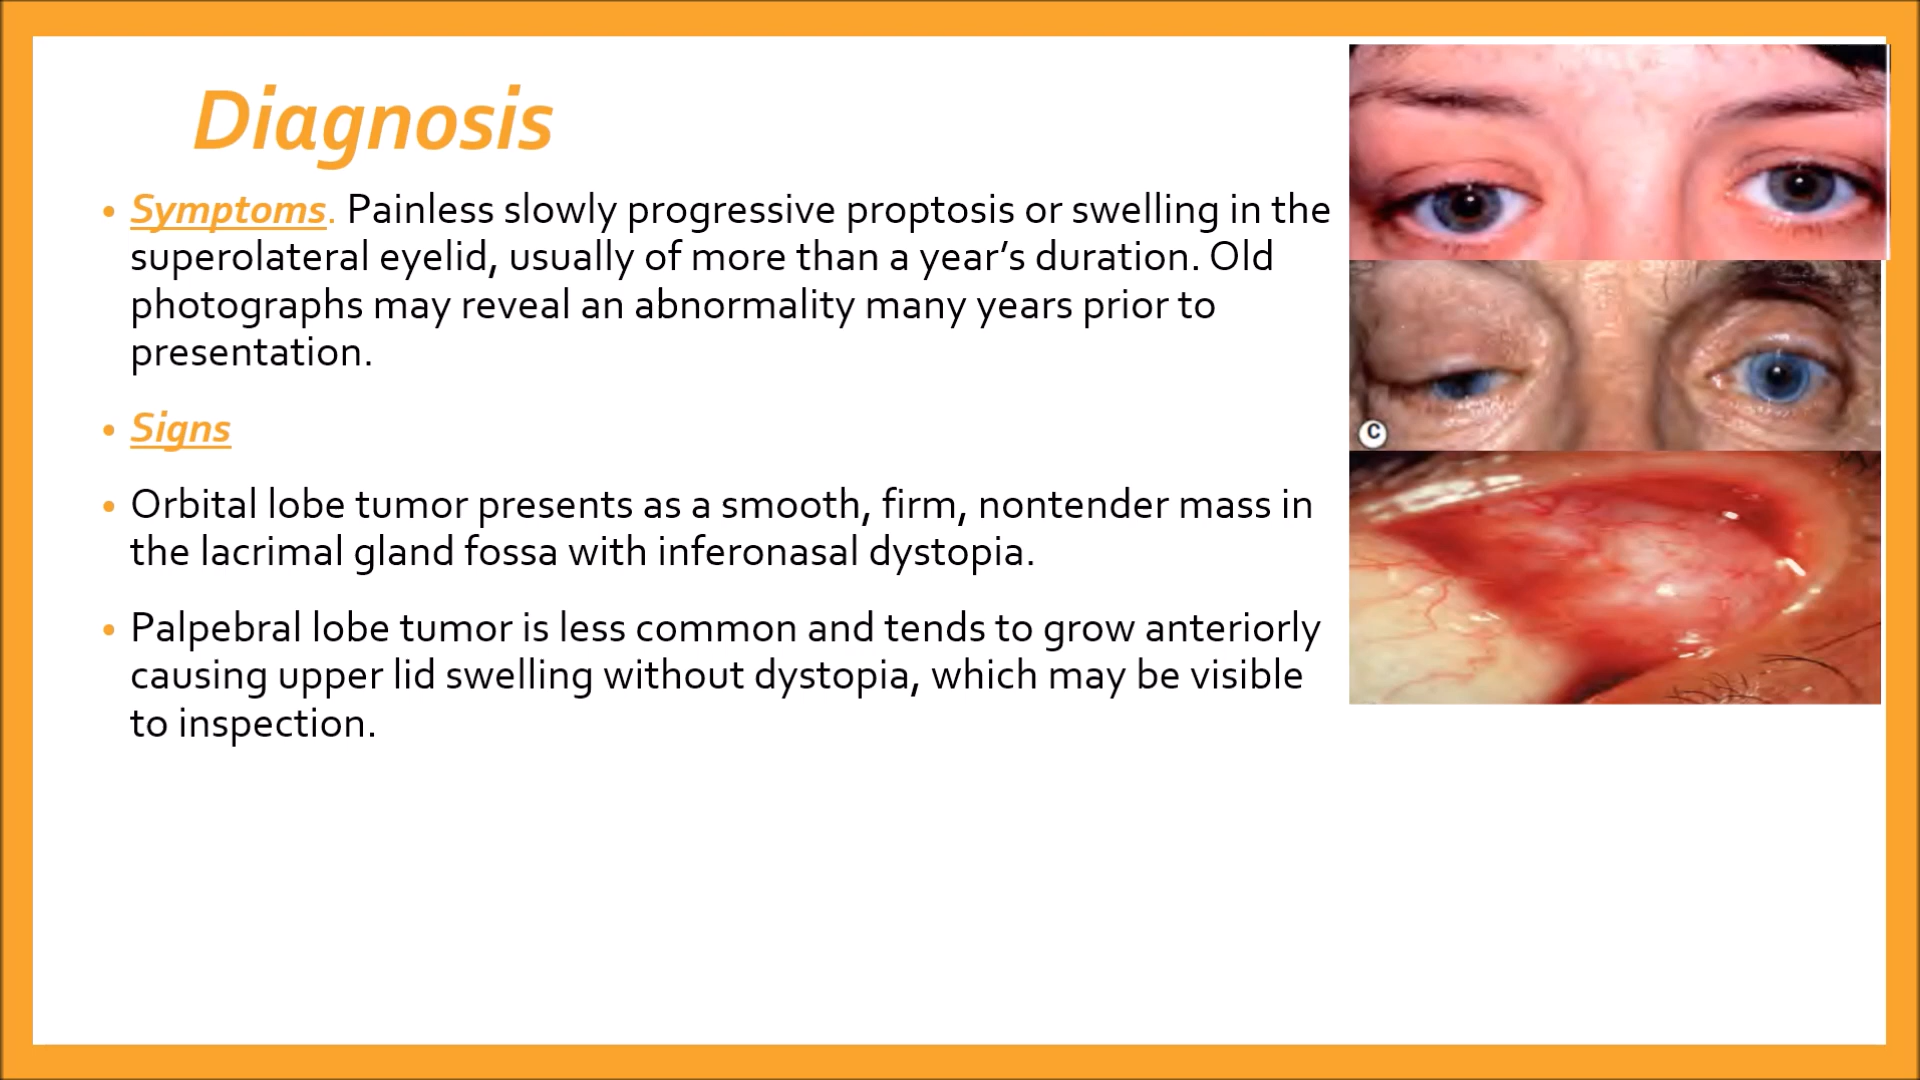 Diagnosis
• Symptoms. Painless slowly progressive proptosis or swelling in the
superolateral eyelid, usually of more than a year’s duration. Old
photographs may reveal an abnormality many years prior to
presentation.
• Signs
• Orbital lobe tumor presents as a smooth, firm, nontender mass in
the lacrimal gland fossa with inferonasal dystopia.
• Palpebral lobe tumor is less common and tends to grow anteriorly
causing upper lid swelling without dystopia, which may be visible
to inspection.
C